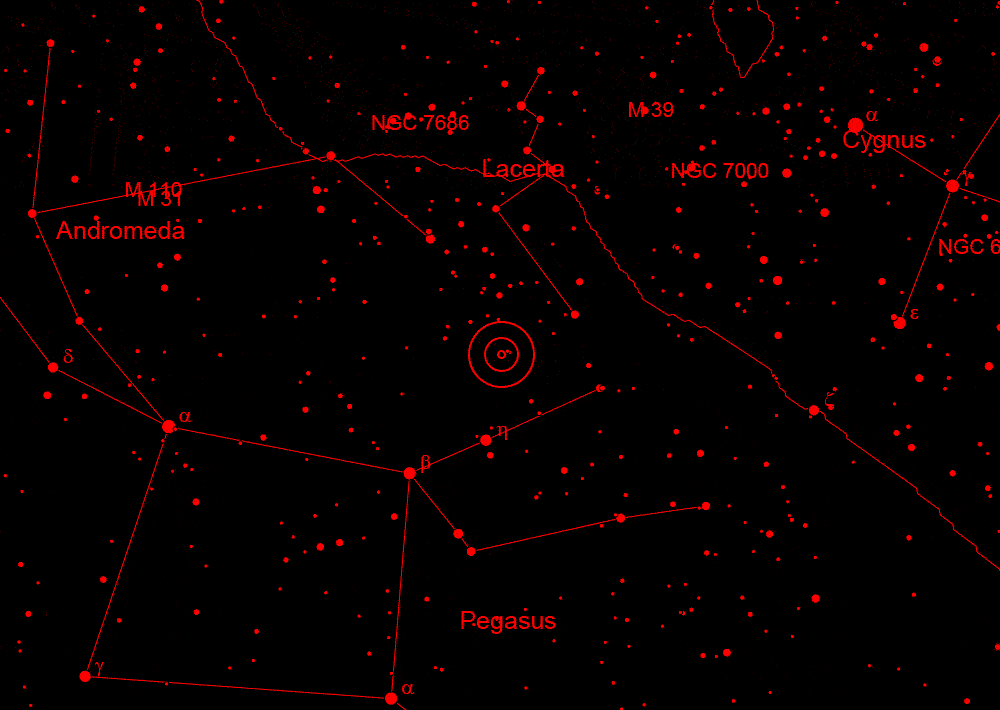 M 39
α
NGC 7686
Cygnus
Lacerta
NGC 7000
γ
M 110
M 31
Andromeda
NGC 6
ε
δ
α
η
β
Pegasus
γ
α